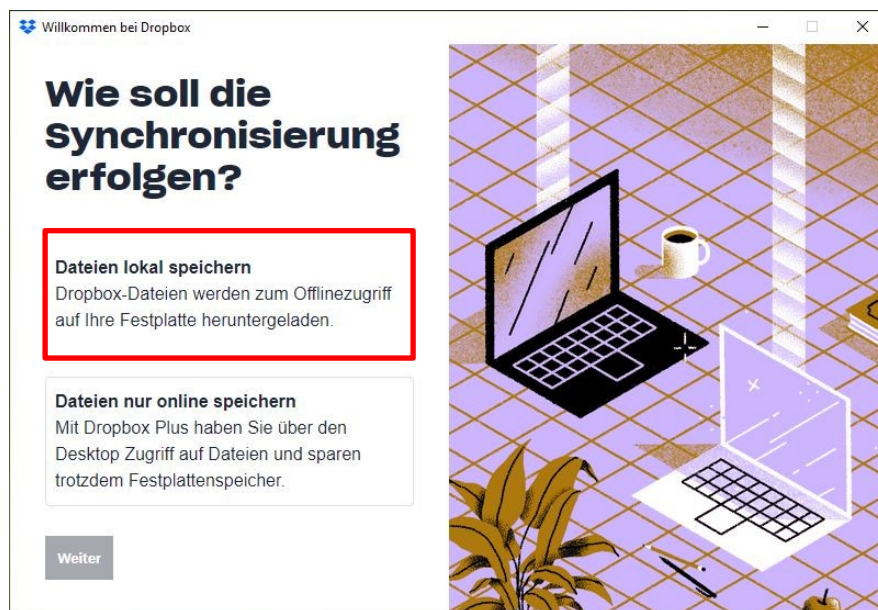 Willkommen bei Dropbox
Wie soll die
Synchronisierung
erfolgen?
Dateien lokal speichern
Dropbox-Dateien werden zum Offlinezugriff
auf Ihre Festplatte heruntergeladen.
Dateien nur online speichern
Mit Dropbox Plus haben Sie über den
Desktop Zugriff auf Dateien und sparen
trotzdem Festplattenspeicher.
Weiter